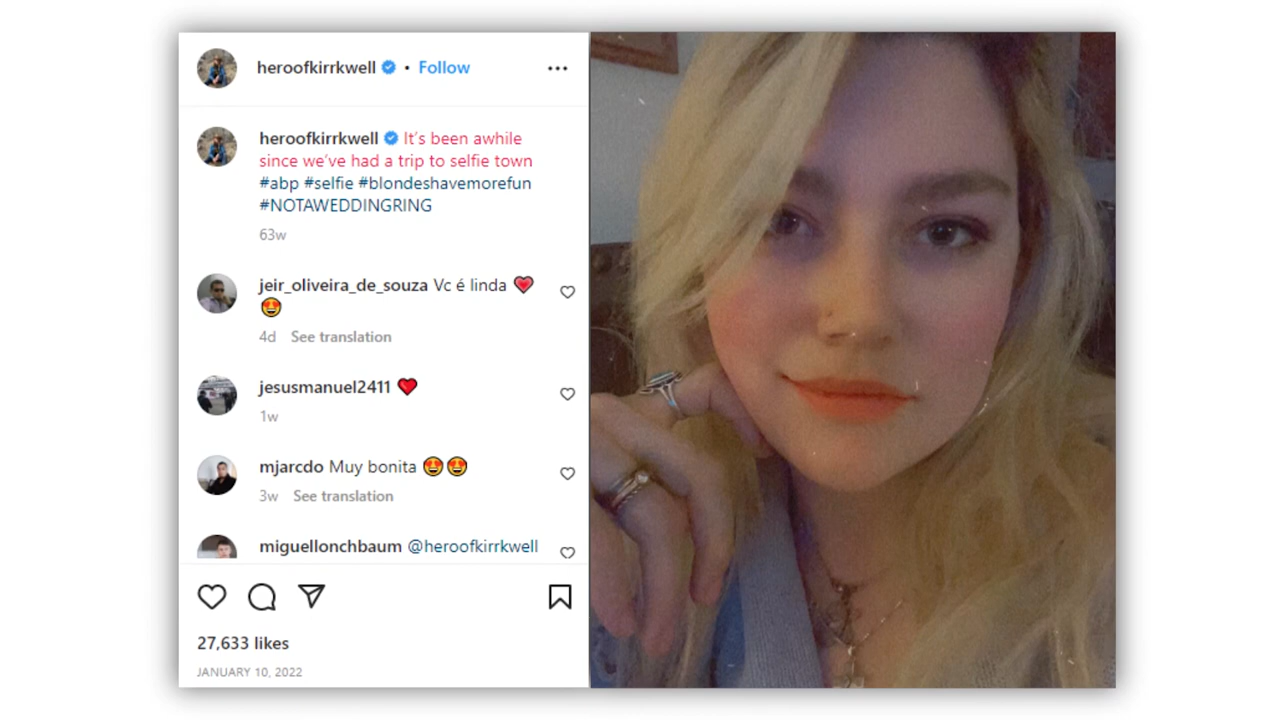 heroofkirrkwell • Follow
heroofkirrkwell It's been awhile
since we've had a trip to selfie town
#abp #selfie #blondeshavemorefun
#NOTAWEDDINGRING
63w
jeir_oliveira_de_souza Vc é linda 💗
😍
4d See translation
jesusmanuel2411 ❤️
1w
mjarcdo Muy bonita 😍😍
3w See translation
miguellonchbaum @heroofkirrkwell
27,633 likes
JANUARY 10, 2022